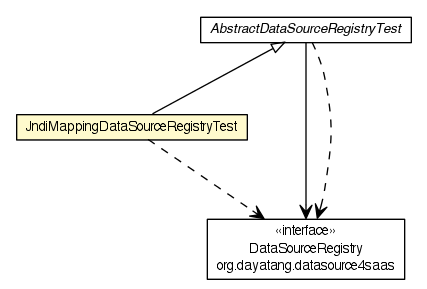 AbstractDataSourceRegistryTest
JndiMappingDataSourceRegistryTest
«interface»
DataSourceRegistry
org.dayatang.datasource4saas